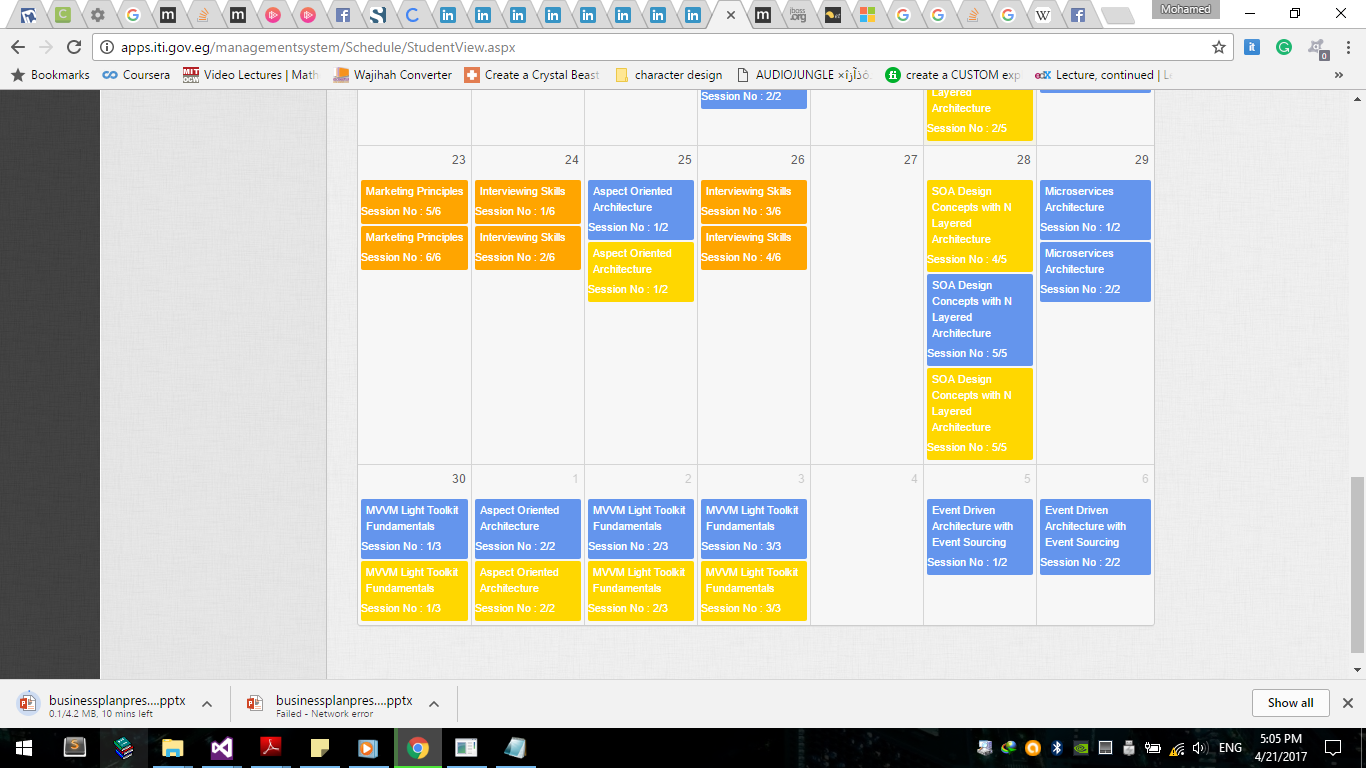 Mohamed
apps.iti.gov.eg/managementsystem/Schedule/StudentView.aspx
Bookmarks
Coursera
Video Lectures | Math
Wajihah Converter
Create a Crystal Beast
character design
create a CUSTOM exp
Lecture, continued | Le
Session No : 2/2
Layered
Architecture
Session No : 2/5
23
24
25
26
27
28
29
Marketing Principles
Session No : 5/6
Marketing Principles
Session No : 6/6
Interviewing Skills
Session No : 1/6
Interviewing Skills
Session No : 2/6
Aspect Oriented
Architecture
Session No : 1/2
Aspect Oriented
Architecture
Session No : 1/2
Interviewing Skills
Session No : 3/6
Interviewing Skills
Session No : 4/6
SOA Design
Concepts with N
Layered
Architecture
Session No : 4/5
SOA Design
Concepts with N
Layered
Architecture
Session No : 5/5
SOA Design
Concepts with N
Layered
Architecture
Session No : 5/5
Microservices
Architecture
Session No : 1/2
Microservices
Architecture
Session No : 2/2
30
1
2
3
4
5
6
MVVM Light Toolkit
Fundamentals
Session No : 1/3
MVVM Light Toolkit
Fundamentals
Session No : 1/3
Aspect Oriented
Architecture
Session No : 2/2
Aspect Oriented
Architecture
Session No : 2/2
MVVM Light Toolkit
Fundamentals
Session No : 2/3
MVVM Light Toolkit
Fundamentals
Session No : 2/3
MVVM Light Toolkit
Fundamentals
Session No : 3/3
MVVM Light Toolkit
Fundamentals
Session No : 3/3
Event Driven
Architecture with
Event Sourcing
Session No : 1/2
Event Driven
Architecture with
Event Sourcing
Session No : 2/2
businessplanpres....pptx
0.1/4.2 MB, 10 mins left
businessplanpres....pptx
Failed - Network error
Show all
ENG
5:05 PM
4/21/2017